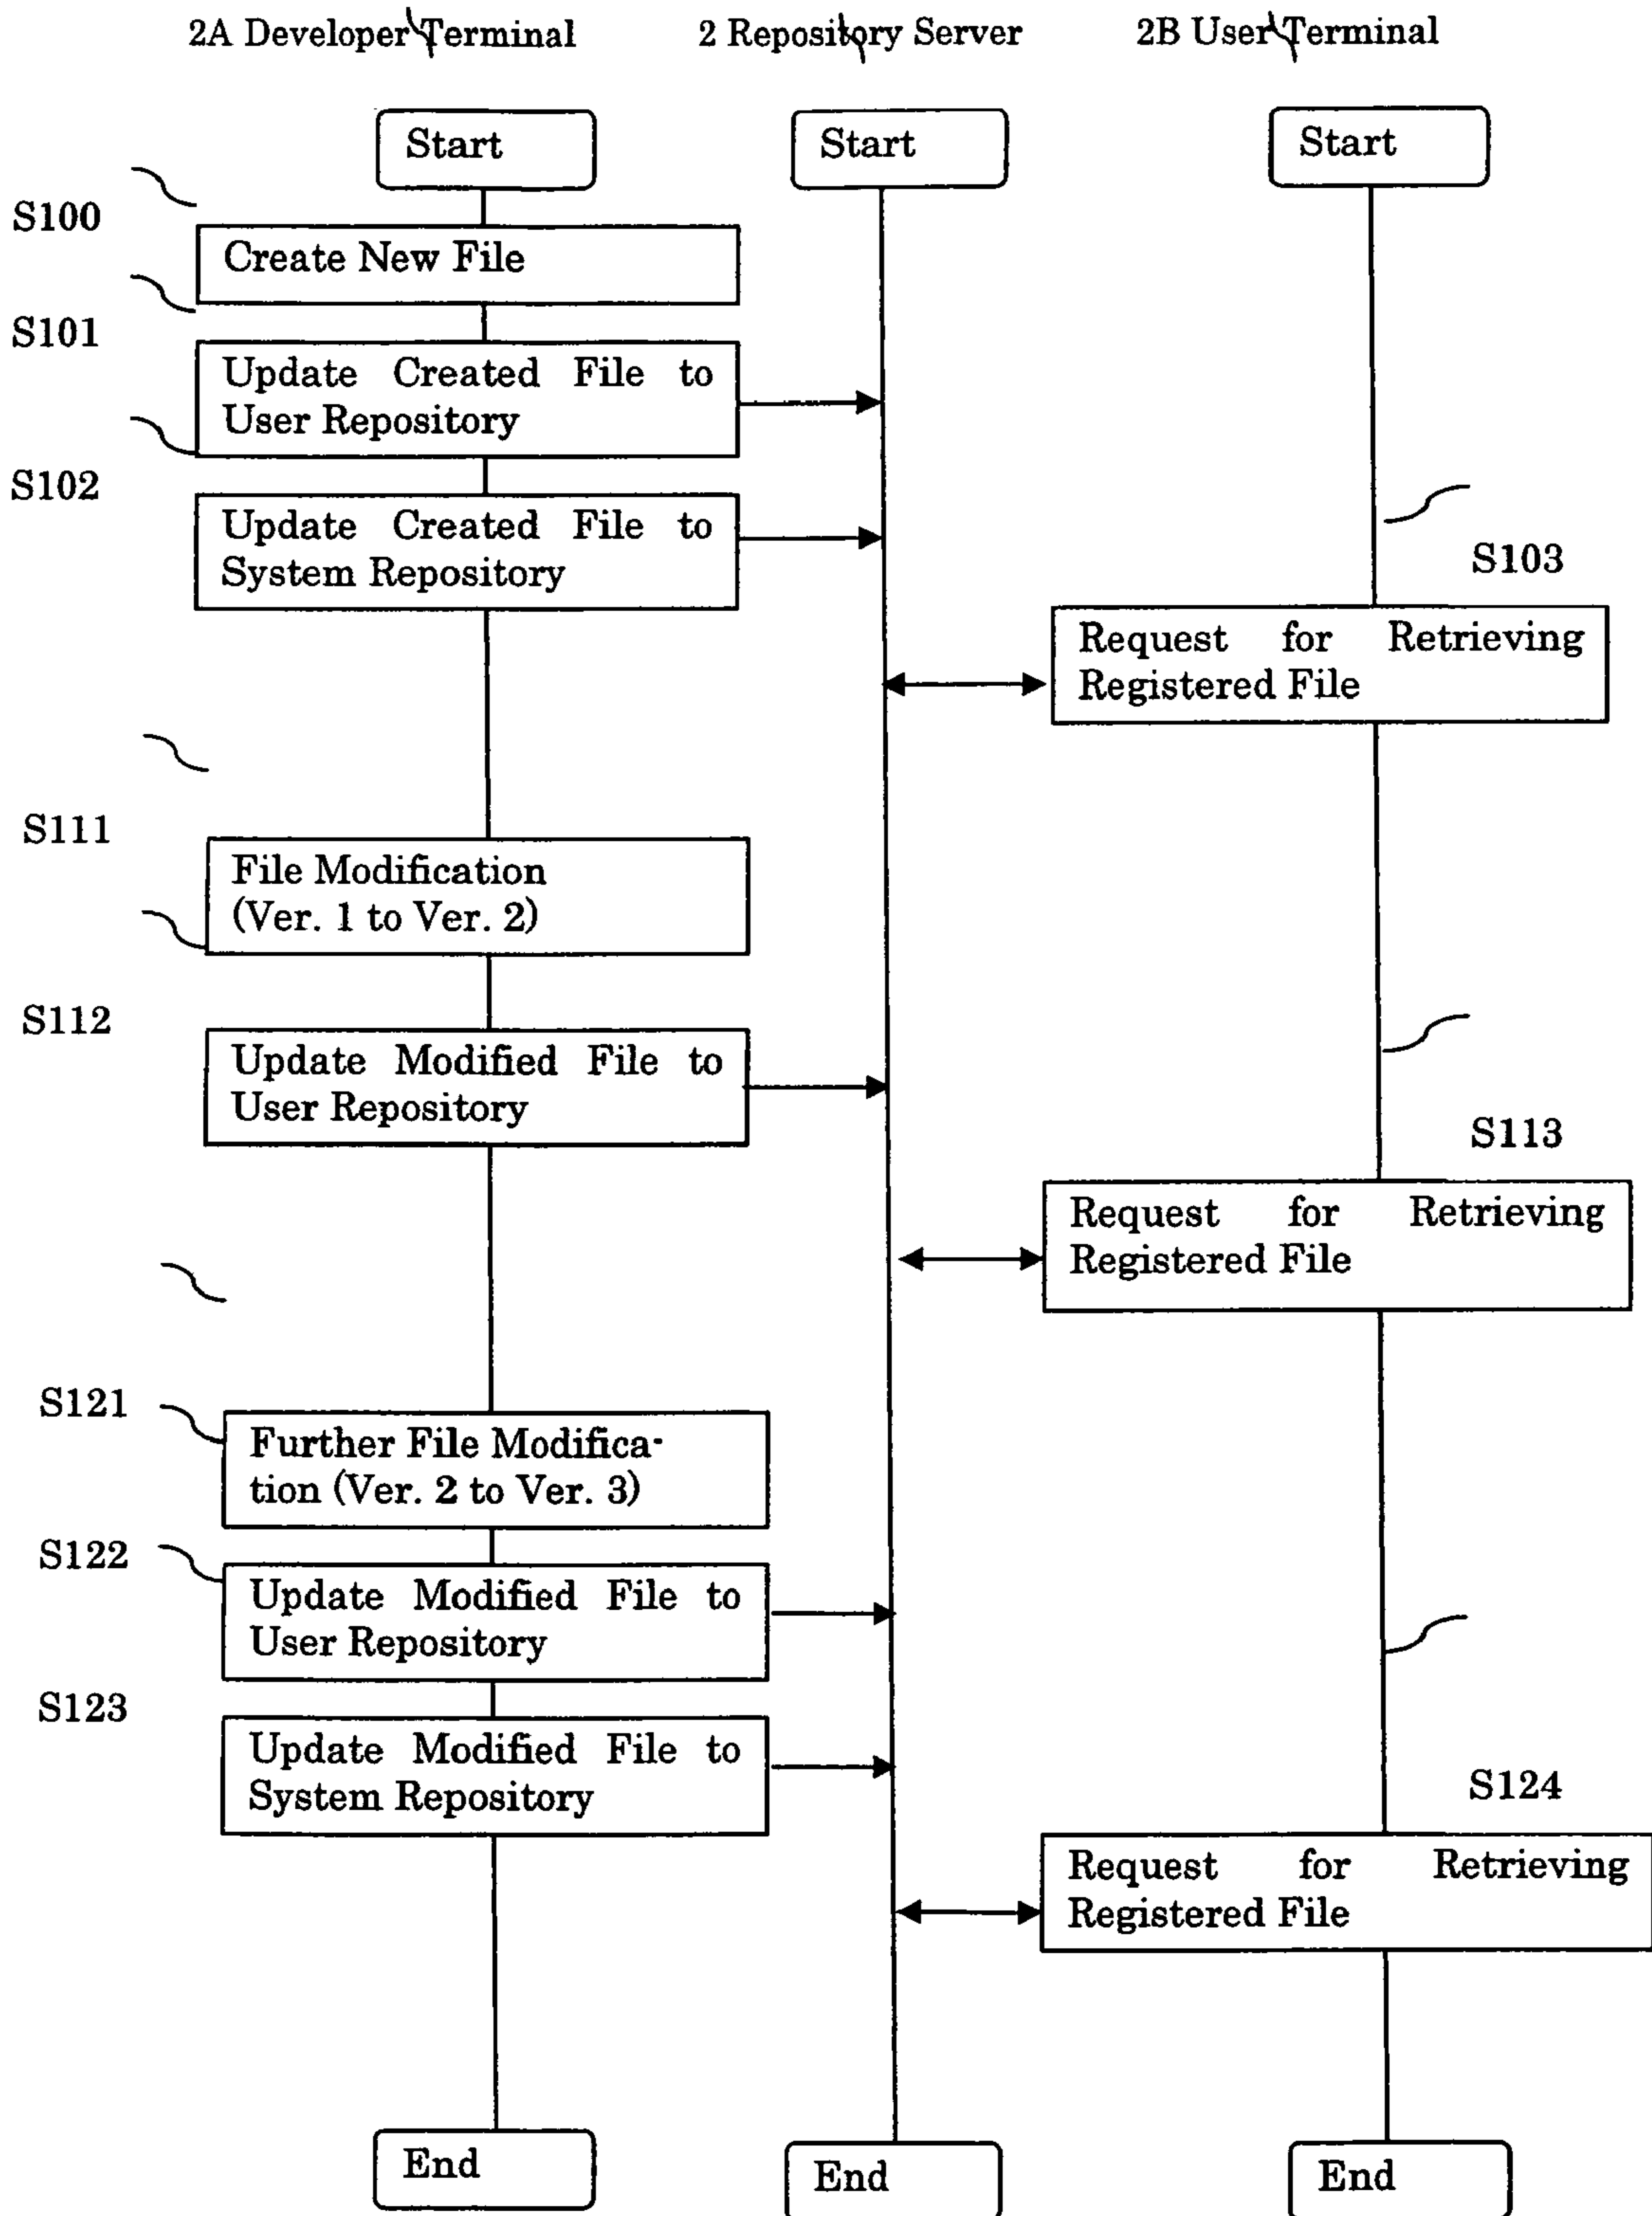 2A Developer Terminal
2 Repository Server
2B User Terminal
Start
Start
Start
S100
Create New File
S101
Update Created File to
User Repository
S102
Update Created File to
System Repository
S103
Request for Retrieving
Registered File
S111
File Modification
(Ver. 1 to Ver. 2)
S112
Update Modified File to
User Repository
S113
Request for Retrieving
Registered File
S121
Further File Modifica-
tion (Ver. 2 to Ver. 3)
S122
Update Modified File to
User Repository
S123
Update Modified File to
System Repository
S124
Request for Retrieving
Registered File
End
End
End